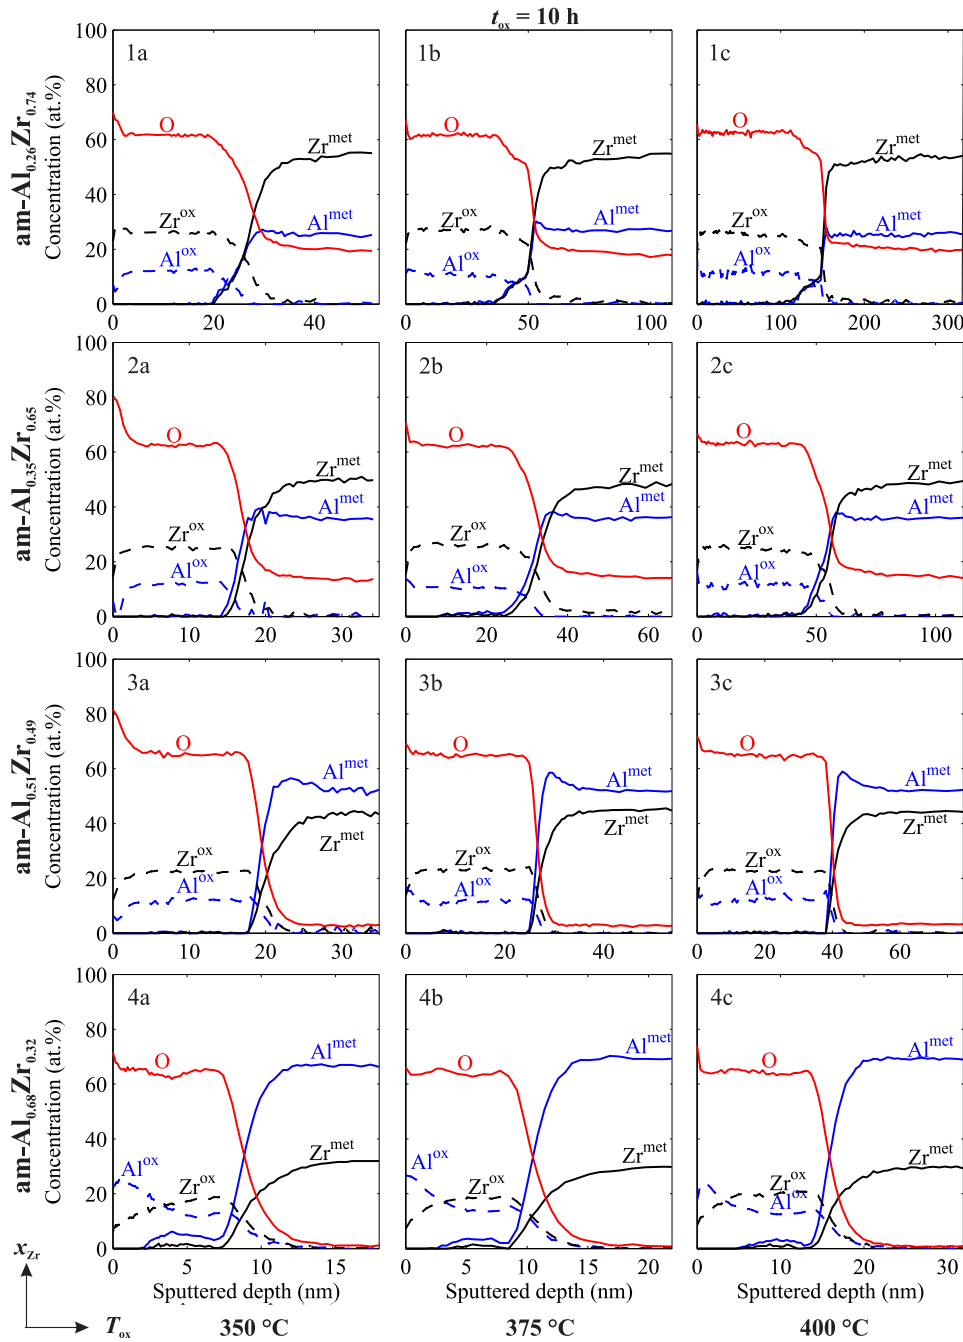 t_ox = 10 h
am-Al_0.26Zr_0.74
Concentration (at.%)
100
80
60
40
20
0
1a
O
Zr^met
Zr^ox
Al^met
Al^ox
0 20 40
1b
O
Zr^met
Zr^ox
Al^met
Al^ox
0 50 100
1c
O
Zr^met
Zr^ox
Al^met
Al^ox
0 100 200 300
am-Al_0.35Zr_0.65
Concentration (at.%)
100
80
60
40
20
0
2a
O
Zr^met
Al^met
Zr^ox
Al^ox
0 10 20 30
2b
O
Zr^met
Al^met
Zr^ox
Al^ox
0 20 40 60
2c
O
Zr^met
Al^met
Zr^ox
Al^ox
0 50 100
am-Al_0.51Zr_0.49
Concentration (at.%)
100
80
60
40
20
0
3a
O
Al^met
Zr^met
Zr^ox
Al^ox
0 10 20 30
3b
O
Al^met
Zr^met
Zr^ox
Al^ox
0 20 40
3c
O
Al^met
Zr^met
Zr^ox
Al^ox
0 20 40 60
am-Al_0.68Zr_0.32
Concentration (at.%)
100
80
60
40
20
0
4a
O
Al^met
Zr^met
Al^ox
Zr^ox
0 5 10 15
4b
O
Al^met
Zr^met
Al^ox
Zr^ox
0 5 10 15 20
4c
O
Al^met
Zr^met
Zr^ox
Al^ox
0 10 20 30
Sputtered depth (nm)
Sputtered depth (nm)
Sputtered depth (nm)
x_Zr
T_ox
350 °C
375 °C
400 °C